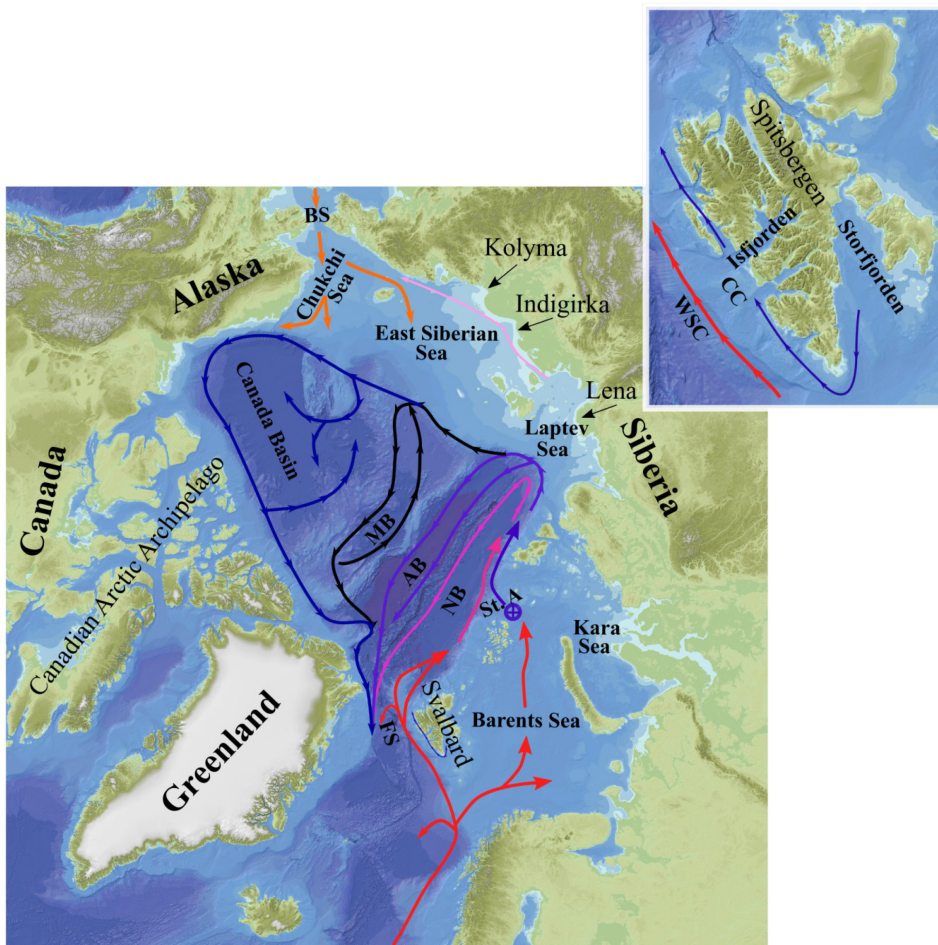 Spitsbergen
Isfjorden
Storfjorden
CC
WSC
BS
Kolyma
Alaska
Chukchi
Sea
Indigirka
East Siberian
Sea
Lena
Laptev
Sea
Siberia
Canada Basin
Canada
Canadian Arctic Archipelago
MB
AB
NB
St. A
Kara
Sea
Svalbard
Barents Sea
FS
Greenland